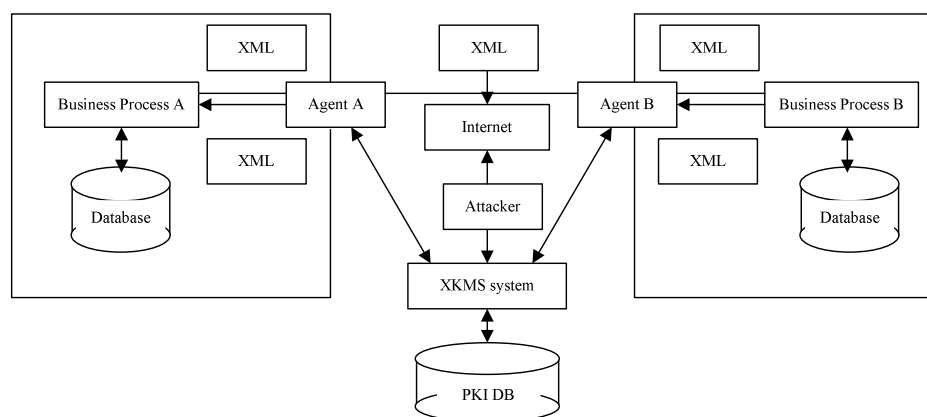 XML
XML
XML
Business Process A
Agent A
Agent B
Business Process B
Internet
XML
XML
Database
Attacker
Database
XKMS system
PKI DB